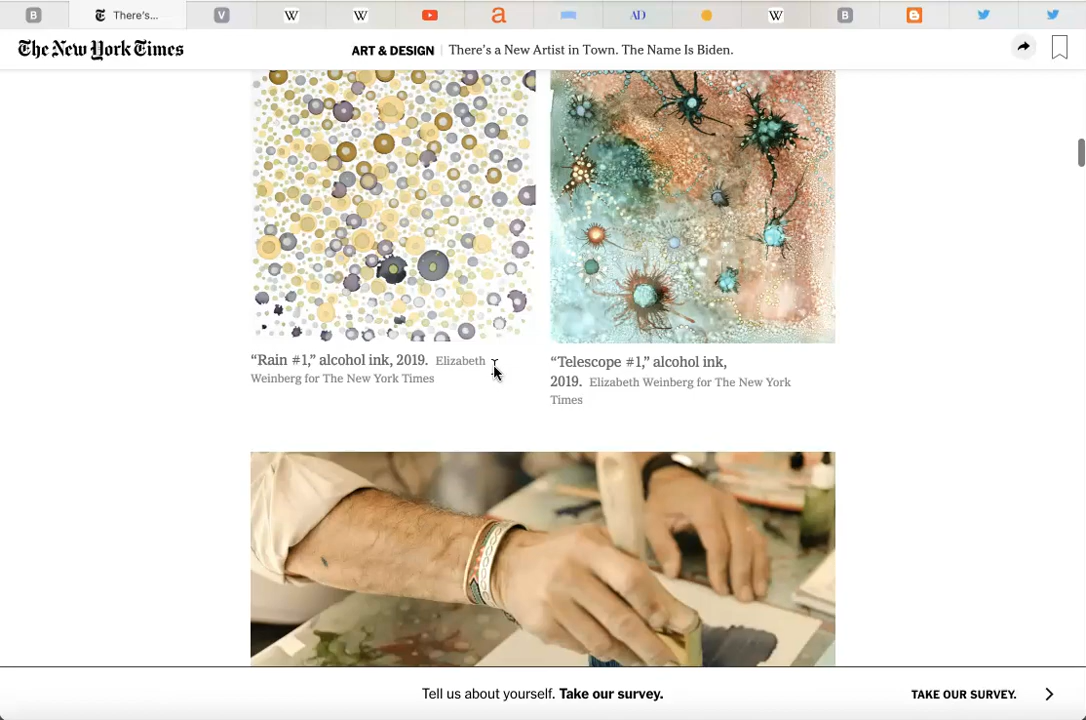 B
There's...
V
W
W
a
AD
W
B
The New York Times
ART & DESIGN | There's a New Artist in Town. The Name Is Biden.
“Rain #1,” alcohol ink, 2019. Elizabeth
Weinberg for The New York Times
“Telescope #1,” alcohol ink,
2019. Elizabeth Weinberg for The New York
Times
Tell us about yourself. Take our survey.
TAKE OUR SURVEY.